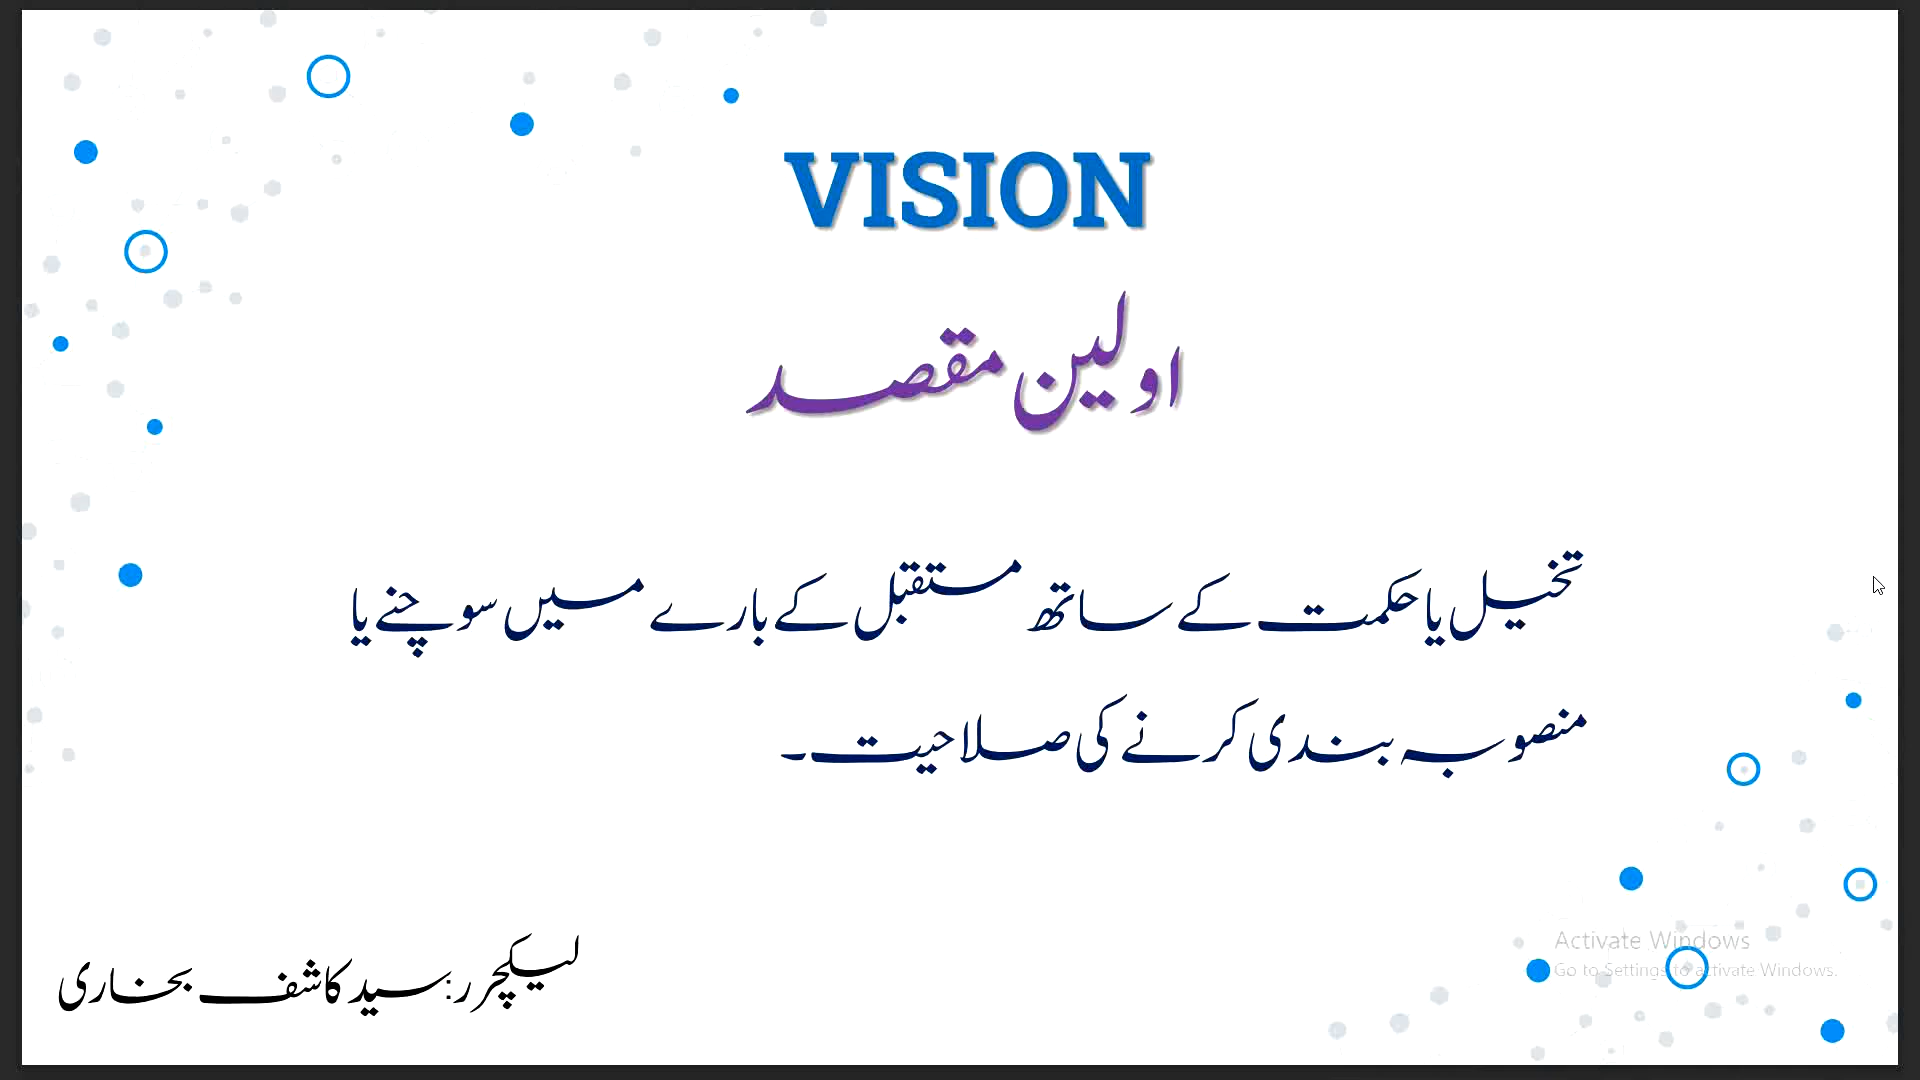 VISION
اولین مقصد
تخیل یا حکمت کے ساتھ مستقبل کے بارے میں سوچنے یا
منصوبہ بندی کرنے کی صلاحیت۔
لیکچرر:سید کاشف بخاری
Activate Windows
Go to Settings to activate Windows.